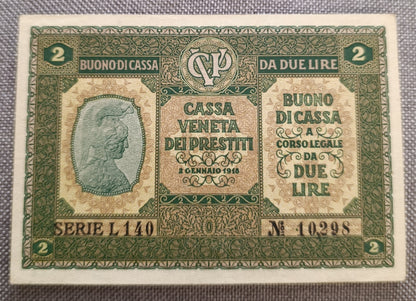 2 BUONO DI CASSA CVP DA DUE LIRE 2
CASSA
VENETA
DEI PRESTITI
2 GENNAIO 1918
BUONO
DI CASSA
A
CORSO LEGALE
DA
DUE
LIRE
SERIE L 140
№ 10298
2 2